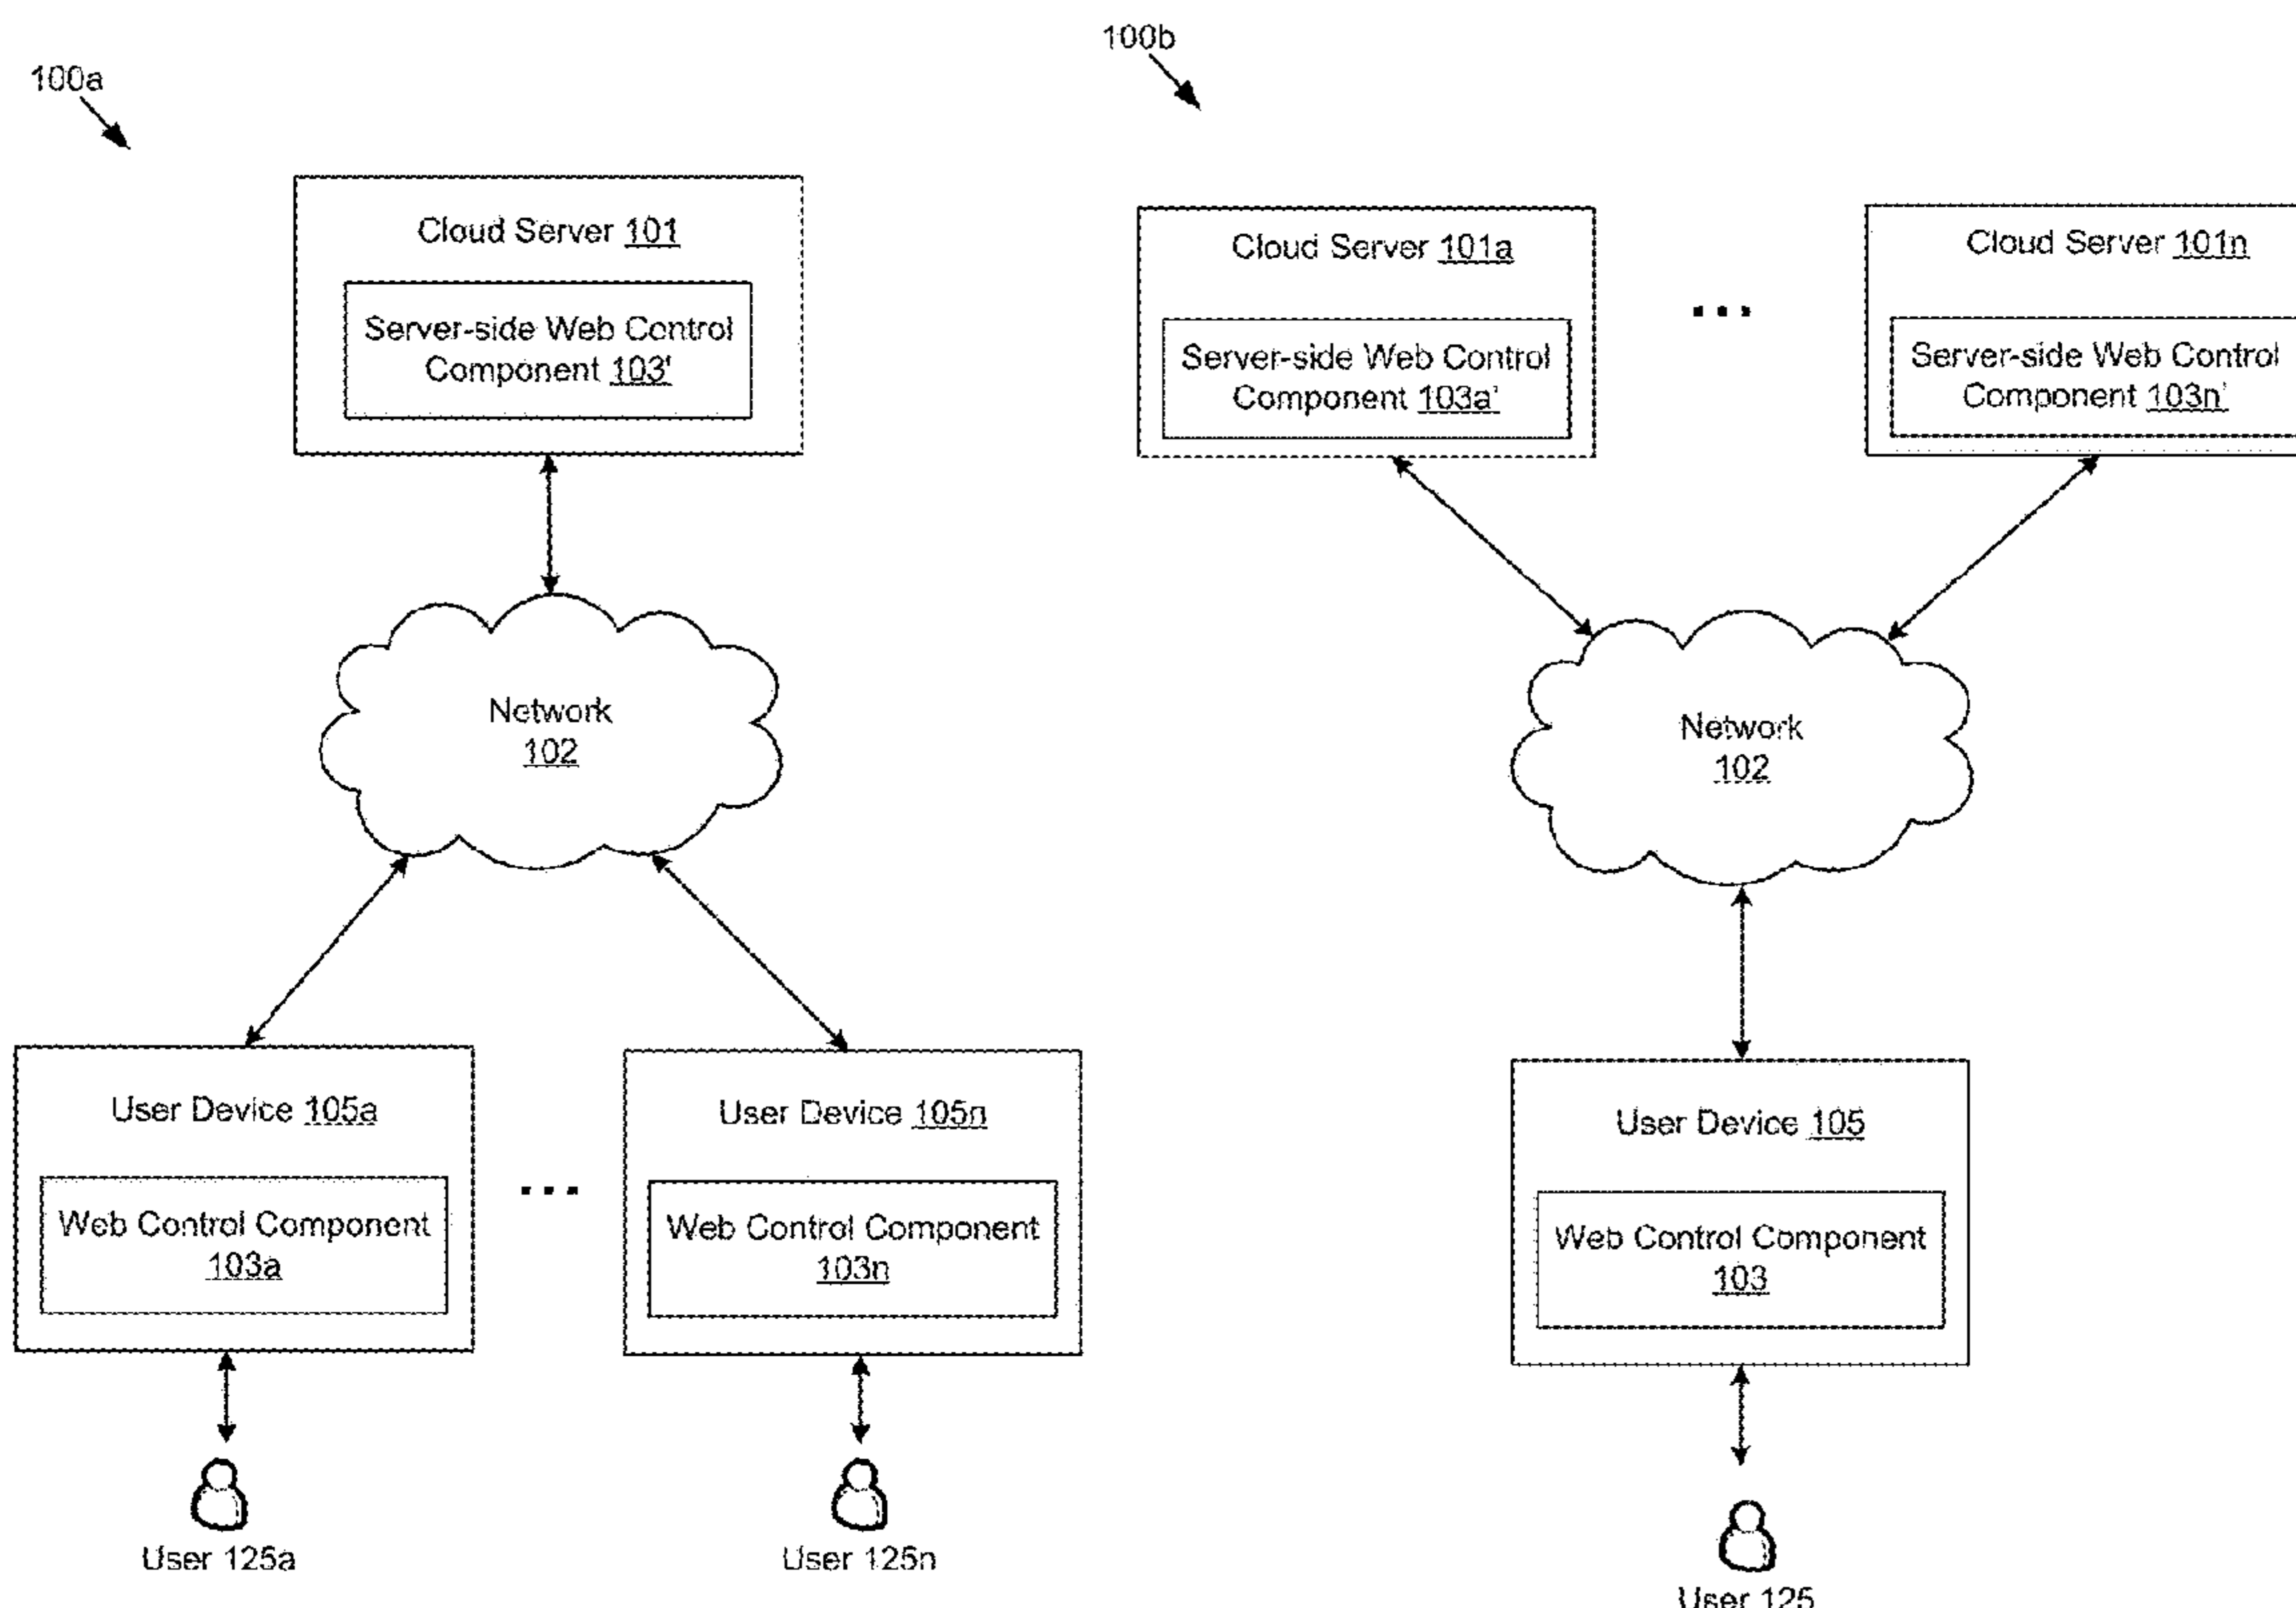 100a
Cloud Server 101
Server-side Web Control
Component 103'
Network
102
User Device 105a
Web Control Component
103a
...
User Device 105n
Web Control Component
103n
User 125a
User 125n
100b
Cloud Server 101a
Server-side Web Control
Component 103a'
...
Cloud Server 101n
Server-side Web Control
Component 103n'
Network
102
User Device 105
Web Control Component
103
User 125